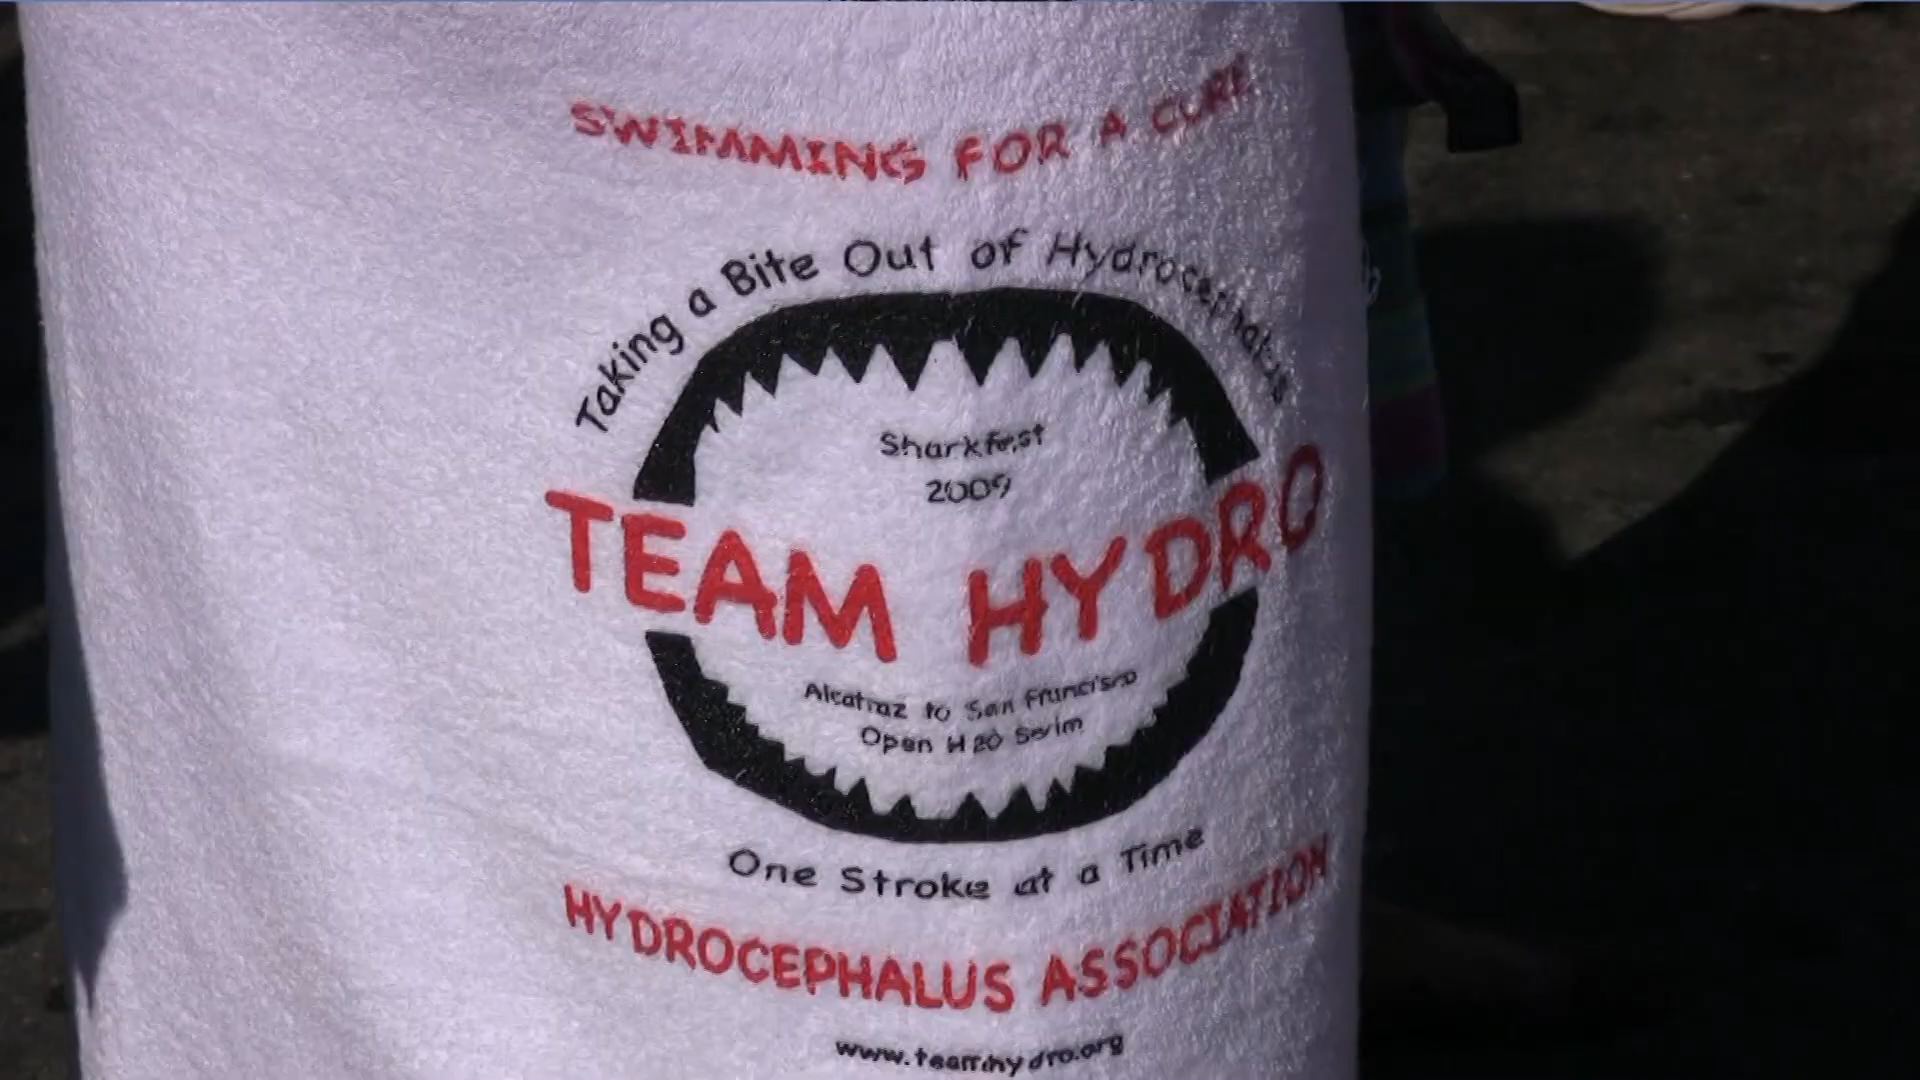 SWIMMING FOR A CURE
Taking a Bite Out of Hydrocephalus
Sharkfest
2009
TEAM HYDRO
Alcatraz to San Francisco
Open H20 Swim
One Stroke at a Time
HYDROCEPHALUS ASSOCIATION
www.teamhydro.org